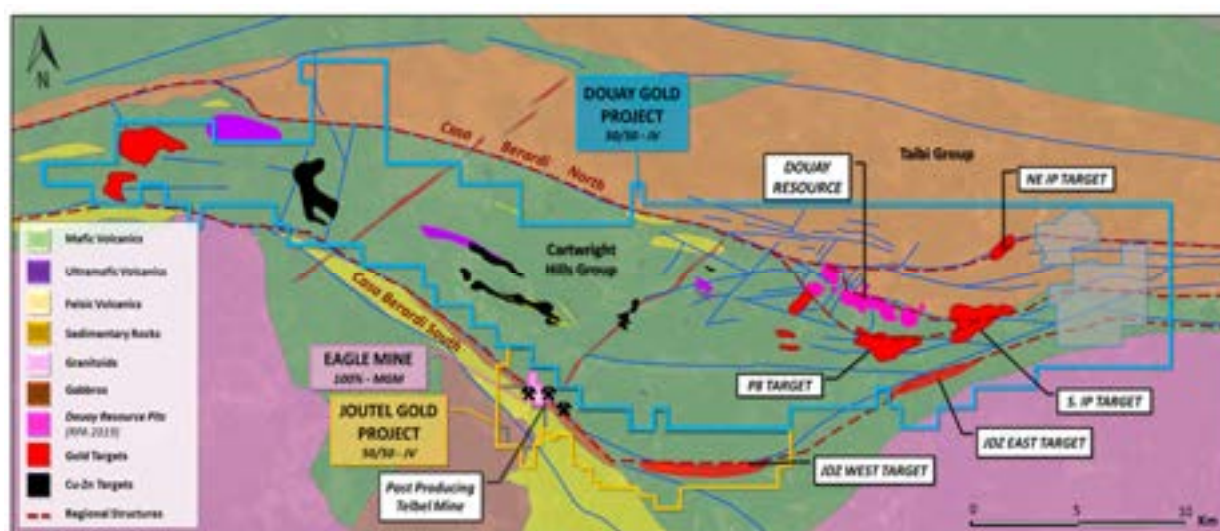 N
DOUAY GOLD
PROJECT
50/50 - JV
Casa Berardi North
DOUAY
RESOURCE
Taibi Group
NE IP TARGET
Cartwright
Hills Group
Casa Berardi South
Mafic Volcanics
Ultramafic Volcanics
Felsic Volcanics
Sedimentary Rocks
Granitoids
Gabbros
Douay Resource Pits
(RPA 2019)
Gold Targets
Cu-Zn Targets
Regional Structures
EAGLE MINE
100% - MGM
JOUTEL GOLD
PROJECT
50/50 - JV
Past Producing
Telbel Mine
P8 TARGET
S. IP TARGET
JDZ EAST TARGET
JDZ WEST TARGET
0 5 10
Km